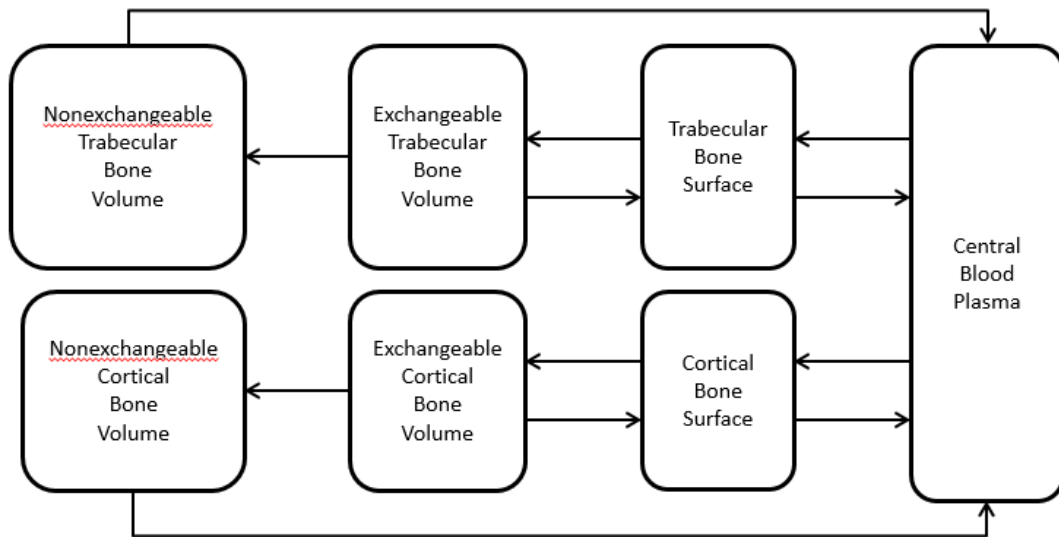 Nonexchangeable
Trabecular
Bone
Volume
Exchangeable
Trabecular
Bone
Volume
Trabecular
Bone
Surface
Central
Blood
Plasma
Nonexchangeable
Cortical
Bone
Volume
Exchangeable
Cortical
Bone
Volume
Cortical
Bone
Surface